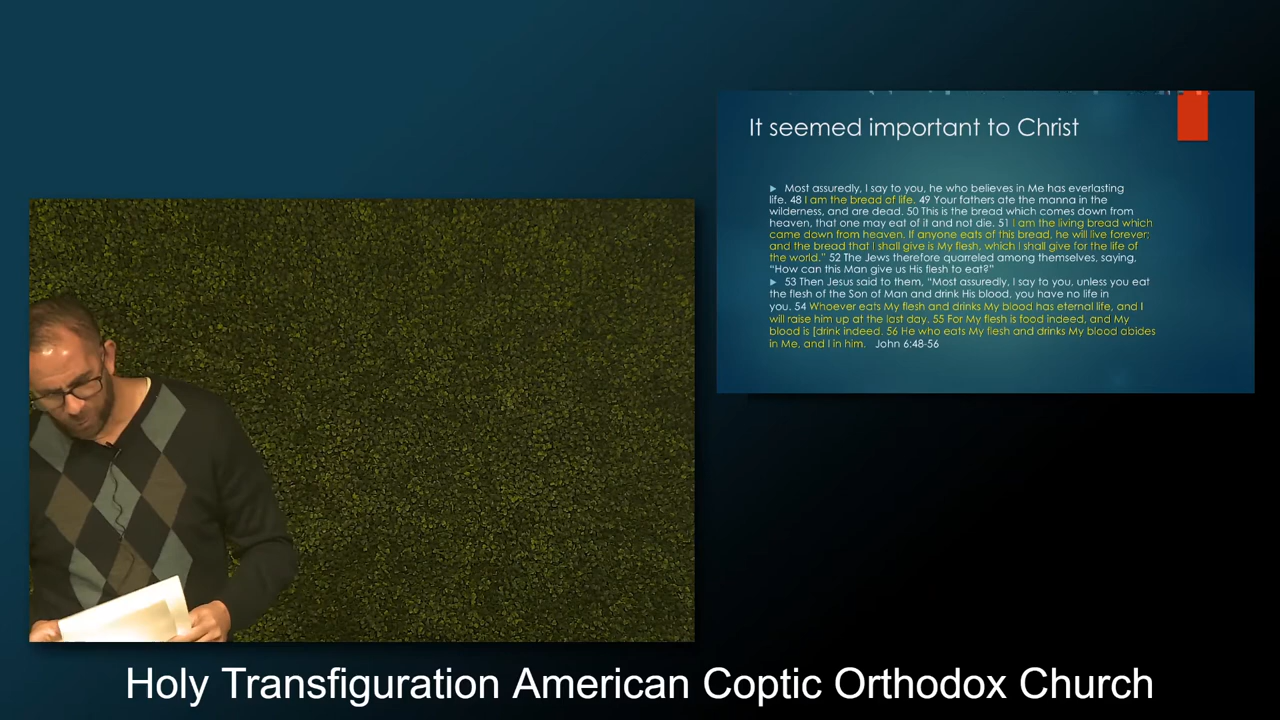 It seemed important to Christ
Most assuredly, I say to you, he who believes in Me has everlasting
life. 48 I am the bread of life. 49 Your fathers ate the manna in the
wilderness, and are dead. 50 This is the bread which comes down from
heaven, that one may eat of it and not die. 51 I am the living bread which
came down from heaven. If anyone eats of this bread, he will live forever;
and the bread that I shall give is My flesh, which I shall give for the life of
the world.” 52 The Jews therefore quarreled among themselves, saying,
“How can this Man give us His flesh to eat?”
53 Then Jesus said to them, “Most assuredly, I say to you, unless you eat
the flesh of the Son of Man and drink His blood, you have no life in
you. 54 Whoever eats My flesh and drinks My blood has eternal life, and I
will raise him up at the last day. 55 For My flesh is food indeed, and My
blood is [drink indeed. 56 He who eats My flesh and drinks My blood abides
in Me, and I in him. John 6:48-56
Holy Transfiguration American Coptic Orthodox Church